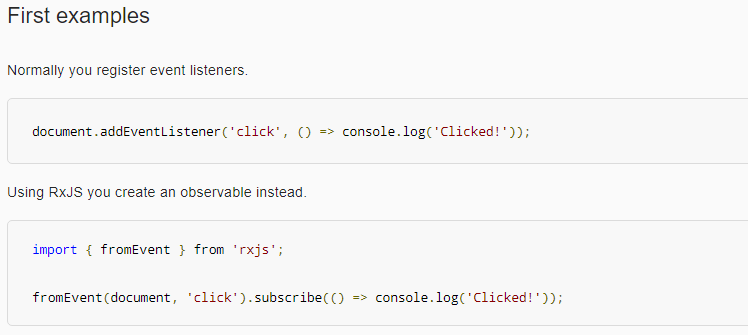 First examples
Normally you register event listeners.
document.addEventListener('click', () => console.log('Clicked!'));
Using RxJS you create an observable instead.
import { fromEvent } from 'rxjs';
fromEvent(document, 'click').subscribe(() => console.log('Clicked!'));